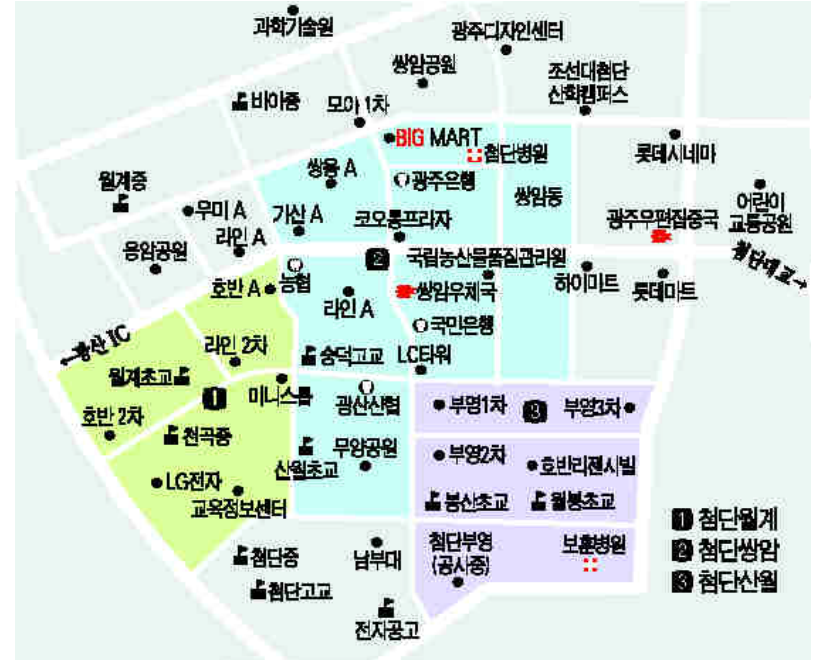 과학기술원
광주디자인센터
쌍암공원
조선대첨단
산학캠퍼스
비아중
모아 1차
BIG MART
첨단병원
롯데시네마
쌍용 A
광주은행
월계중
우미 A
가산 A
쌍암동
어린이
교통공원
광주우편집중국
코오롱프라자
라인 A
응암공원
2
국립농산물품질관리원
첨단대교→
호반 A
농협
쌍암우체국
하이마트
롯데마트
라인 A
국민은행
←광산 IC
라인 2차
숭덕고교
LC타워
월계초교
1
미니스톱
광산신협
부영1차
3
부영3차
호반 2차
천곡중
산월초교
무양공원
부영2차
호반리젠시빌
LG전자
교육정보센터
봉산초교
월봉초교
1 첨단월계
첨단중
남부대
첨단부영
(공사중)
보훈병원
2 첨단쌍암
첨단고교
3 첨단산월
전자공고